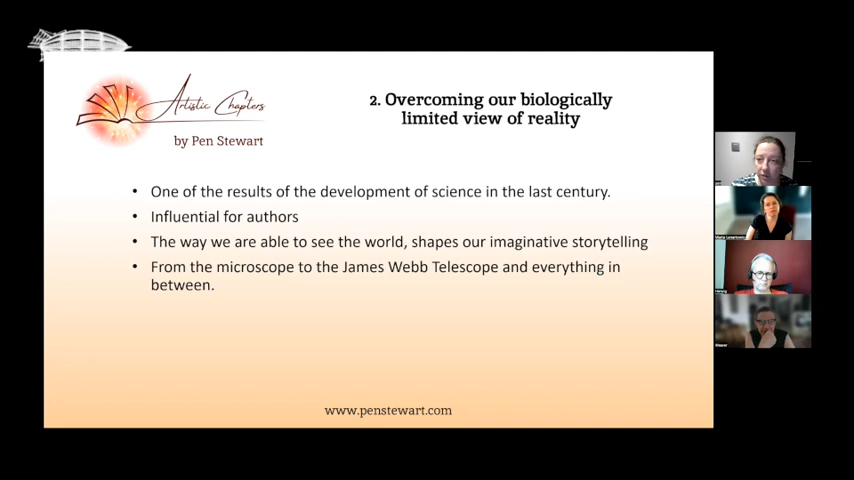 Artistic Chapters
by Pen Stewart
2. Overcoming our biologically
limited view of reality
• One of the results of the development of science in the last century.
• Influential for authors
• The way we are able to see the world, shapes our imaginative storytelling
• From the microscope to the James Webb Telescope and everything in
between.
www.penstewart.com